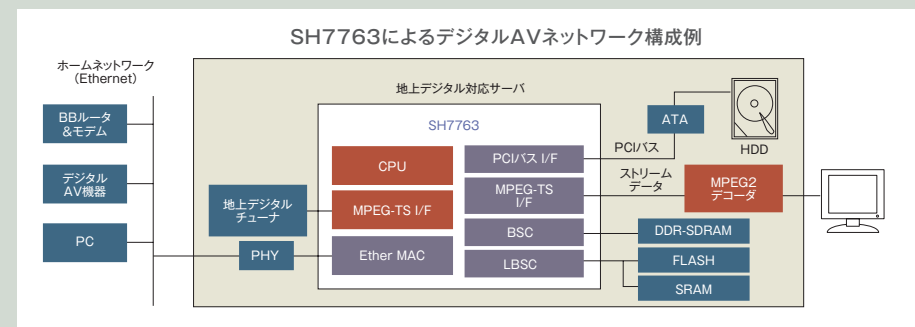 SH7763によるデジタルAVネットワーク構成例
ホームネットワーク
(Ethernet)
BBルータ
&モデム
デジタル
AV機器
PC
地上デジタル対応サーバ
SH7763
地上デジタル
チューナ
PHY
CPU
MPEG-TS I/F
Ether MAC
PCIバス I/F
MPEG-TS
I/F
BSC
LBSC
PCIバス
ATA
HDD
ストリーム
データ
MPEG2
デコーダ
DDR-SDRAM
FLASH
SRAM